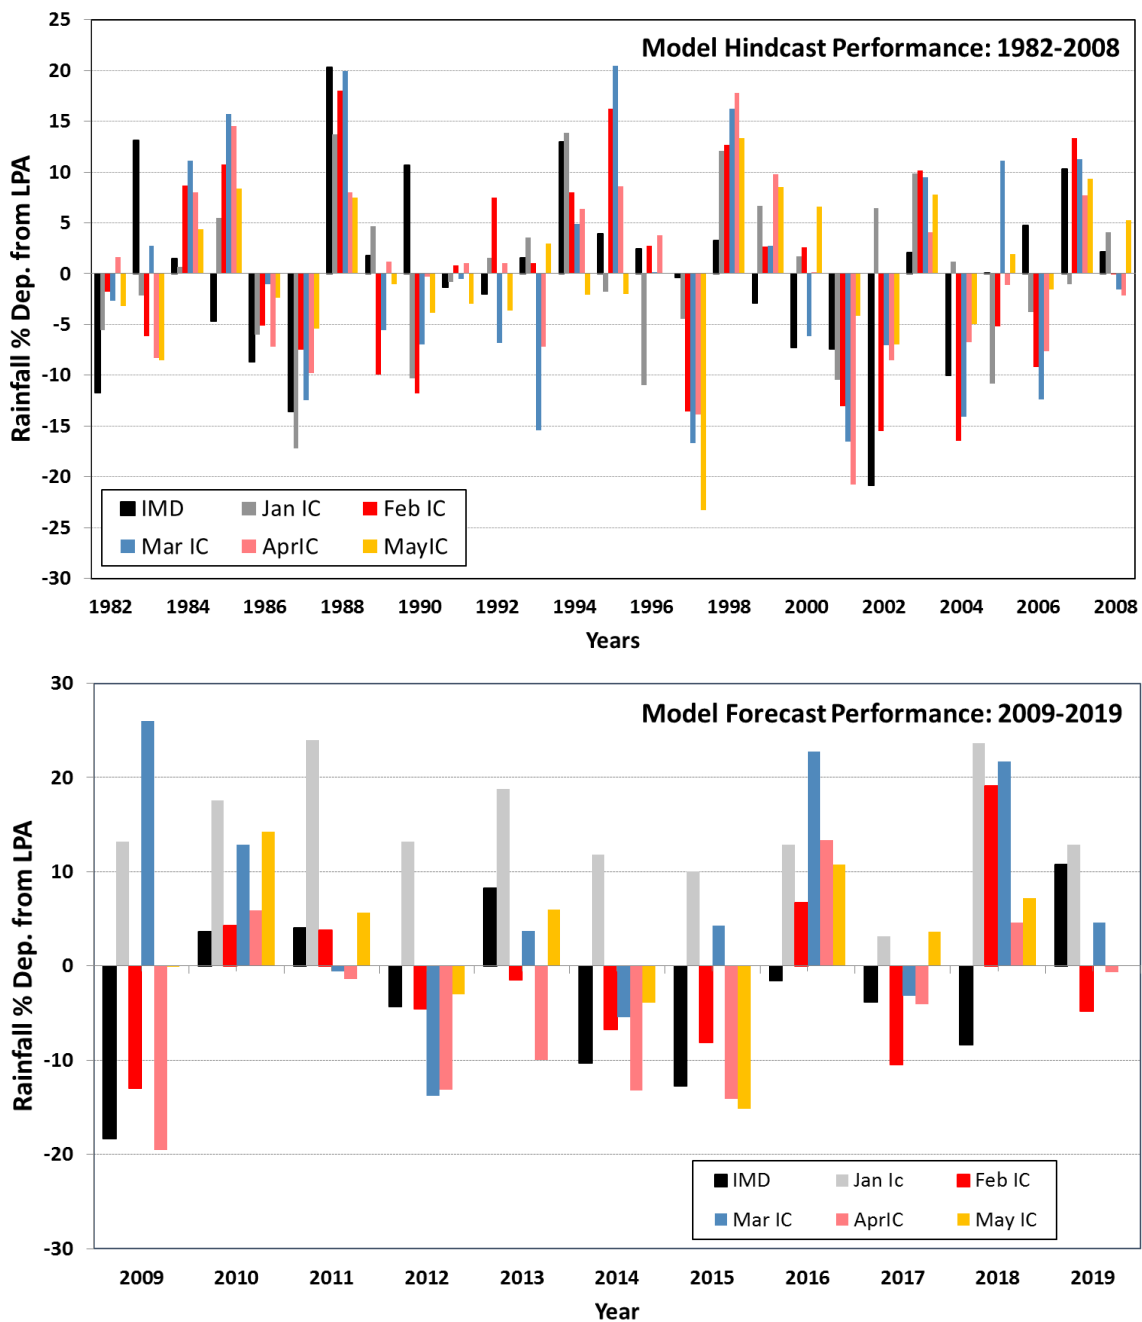 Model Hindcast Performance: 1982-2008
Rainfall % Dep. from LPA
25
20
15
10
5
0
-5
-10
-15
-20
-25
-30
IMD Jan IC Feb IC
Mar IC AprIC MayIC
1982 1984 1986 1988 1990 1992 1994 1996 1998 2000 2002 2004 2006 2008
Years
Model Forecast Performance: 2009-2019
Rainfall % Dep. from LPA
30
20
10
0
-10
-20
-30
IMD Jan Ic Feb IC
Mar IC AprIC May IC
2009 2010 2011 2012 2013 2014 2015 2016 2017 2018 2019
Year